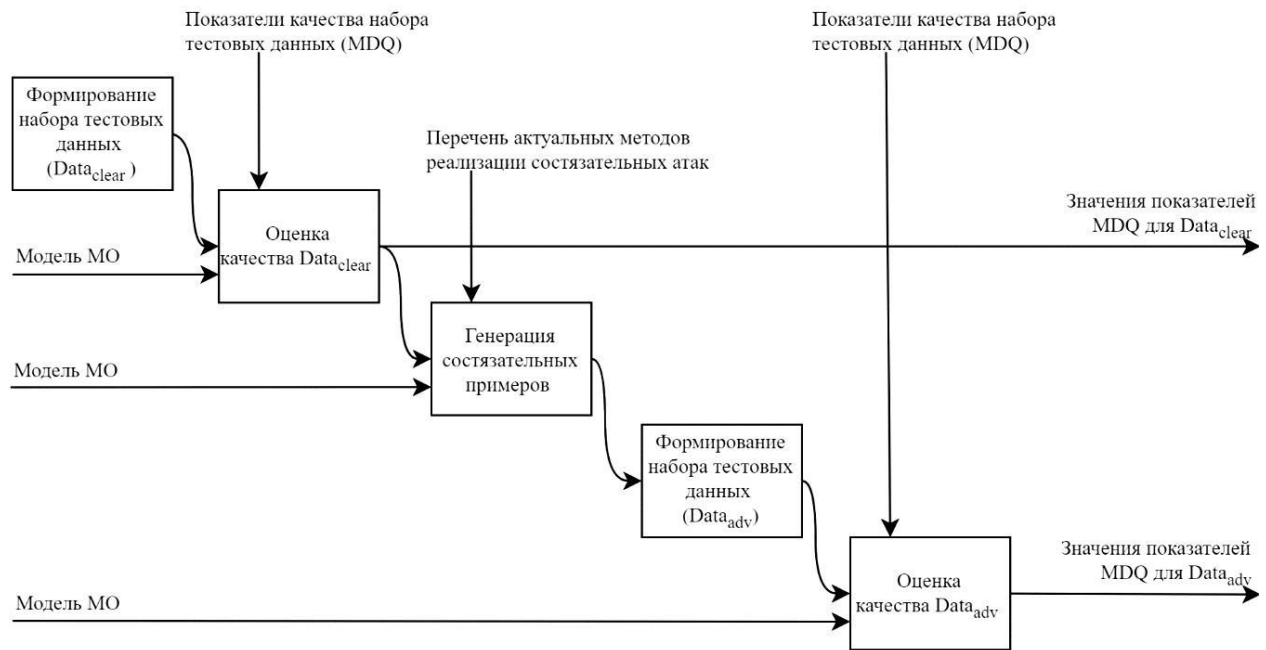 Показатели качества набора
тестовых данных (MDQ)
Показатели качества набора
тестовых данных (MDQ)
Формирование
набора тестовых
данных
(Data_clear )
Перечень актуальных методов
реализации состязательных атак
Оценка
качества Data_clear
Значения показателей
MDQ для Data_clear
Модель МО
Генерация
состязательных
примеров
Модель МО
Формирование
набора тестовых
данных
(Data_adv)
Оценка
качества Data_adv
Значения показателей
MDQ для Data_adv
Модель МО